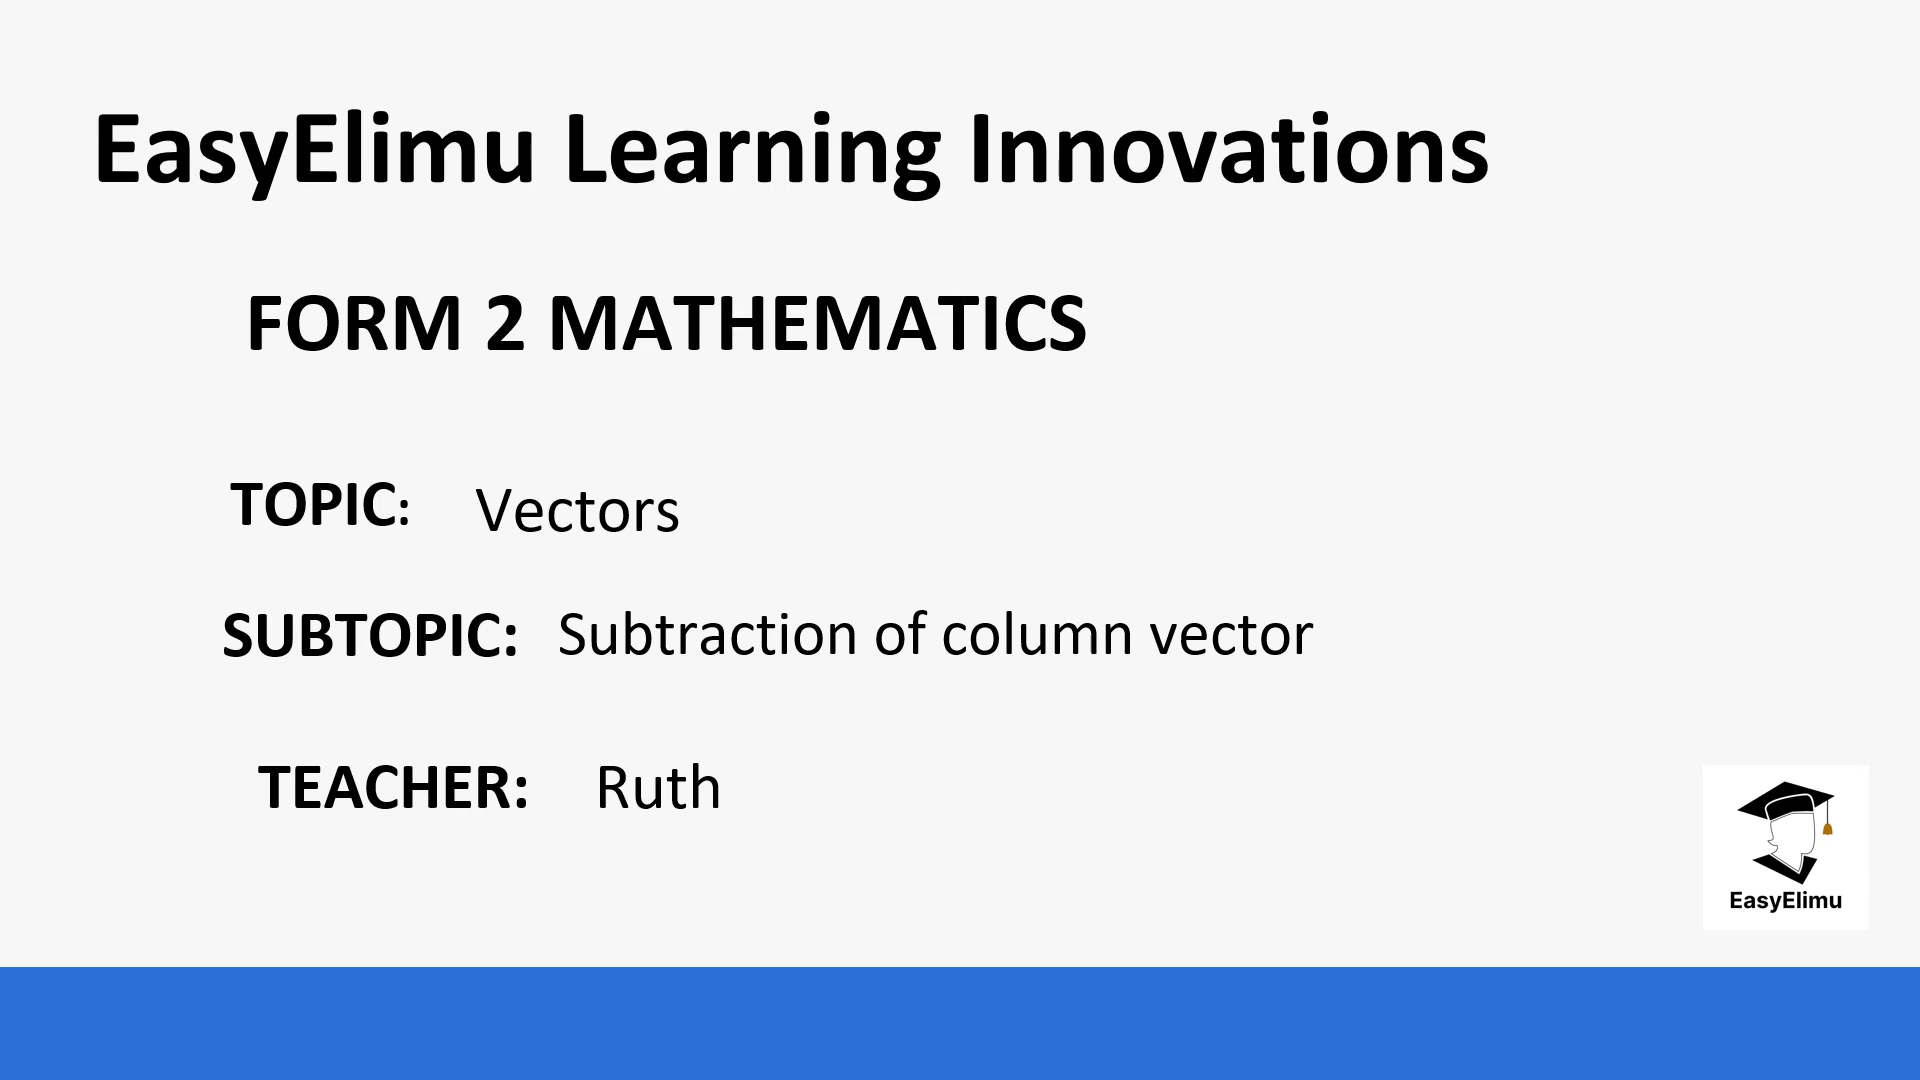 EasyElimu Learning Innovations
FORM 2 MATHEMATICS
TOPIC: Vectors
SUBTOPIC: Subtraction of column vector
TEACHER: Ruth
EasyElimu